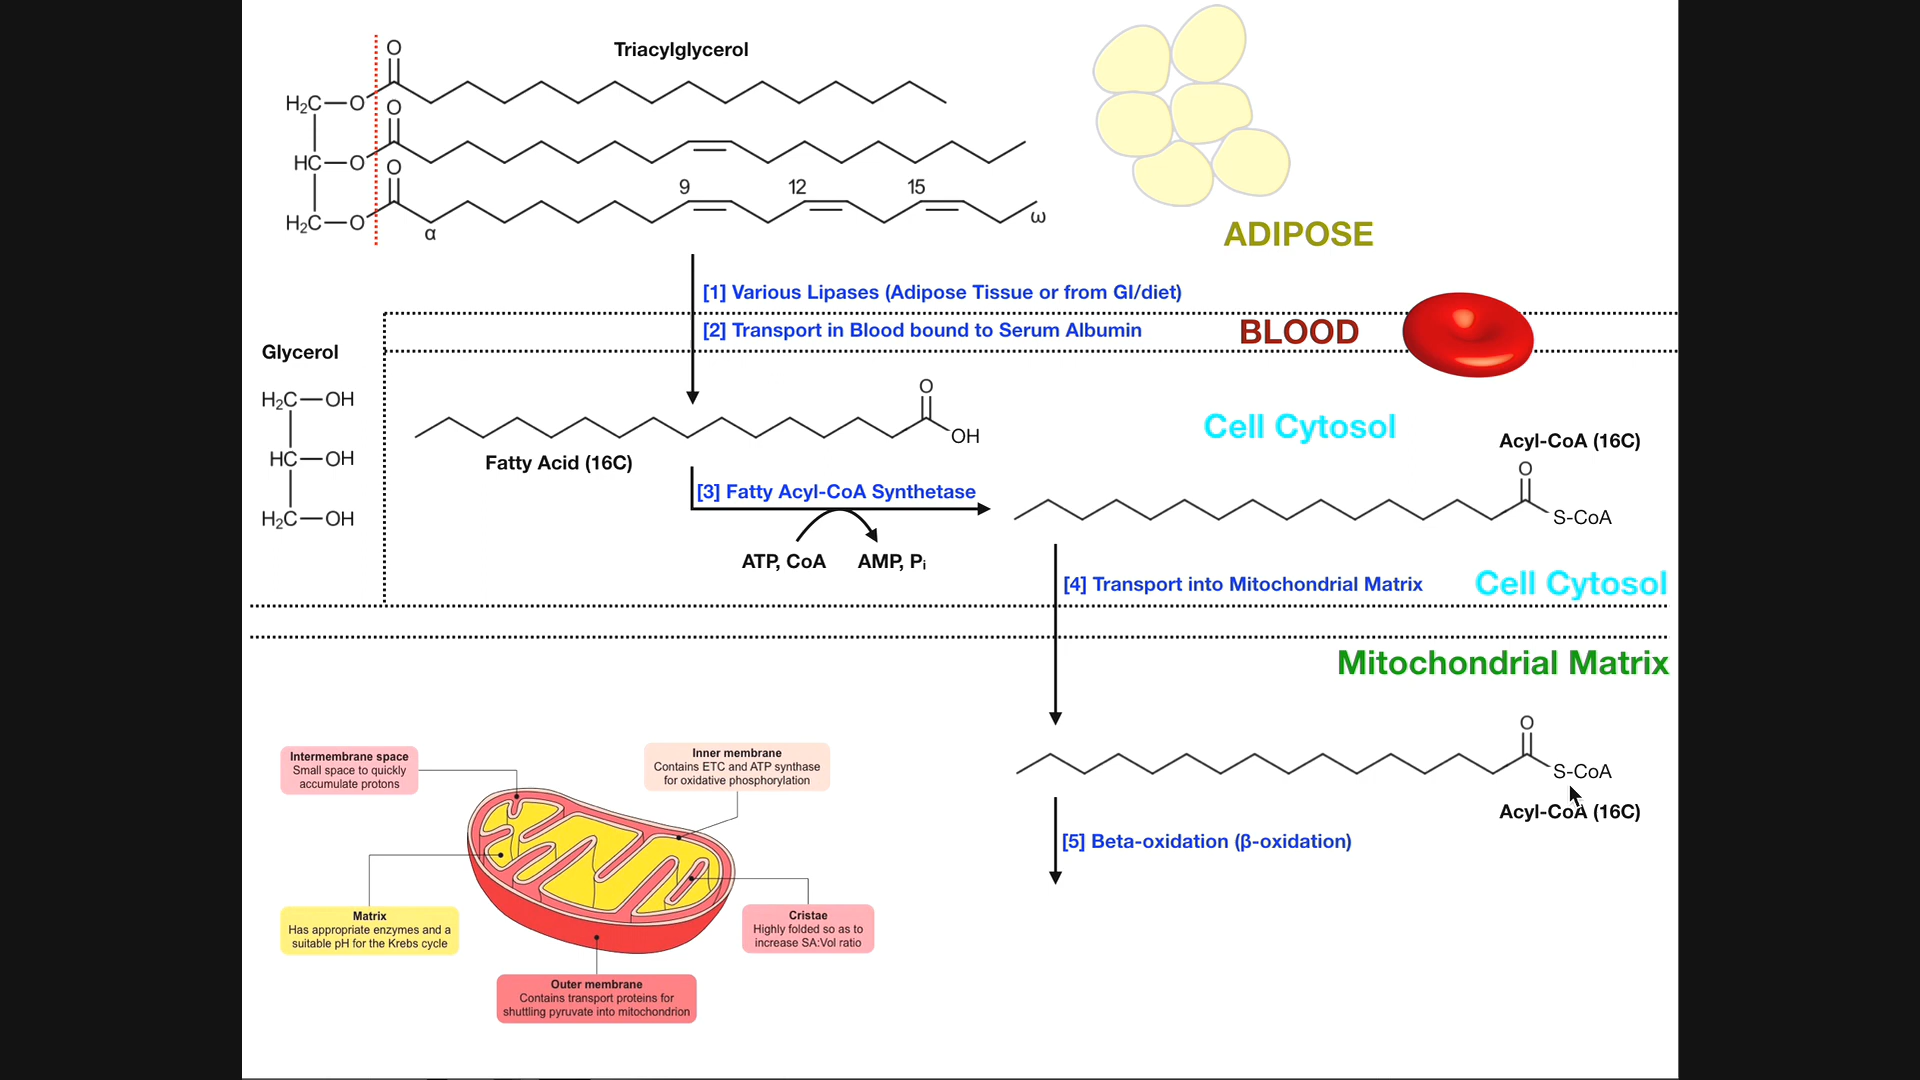 Triacylglycerol
O
H₂C—O
O
HC—O
O
9 12 15
H₂C—O
α
ω
ADIPOSE
[1] Various Lipases (Adipose Tissue or from GI/diet)
[2] Transport in Blood bound to Serum Albumin
BLOOD
Glycerol
H₂C—OH
HC—OH
H₂C—OH
O
OH
Fatty Acid (16C)
Cell Cytosol
Acyl-CoA (16C)
O
S-CoA
[3] Fatty Acyl-CoA Synthetase
ATP, CoA
AMP, Pᵢ
[4] Transport into Mitochondrial Matrix
Cell Cytosol
Mitochondrial Matrix
O
S-CoA
Acyl-CoA (16C)
[5] Beta-oxidation (β-oxidation)
Intermembrane space
Small space to quickly
accumulate protons
Inner membrane
Contains ETC and ATP synthase
for oxidative phosphorylation
Matrix
Has appropriate enzymes and a
suitable pH for the Krebs cycle
Cristae
Highly folded so as to
increase SA:Vol ratio
Outer membrane
Contains transport proteins for
shuttling pyruvate into mitochondrion